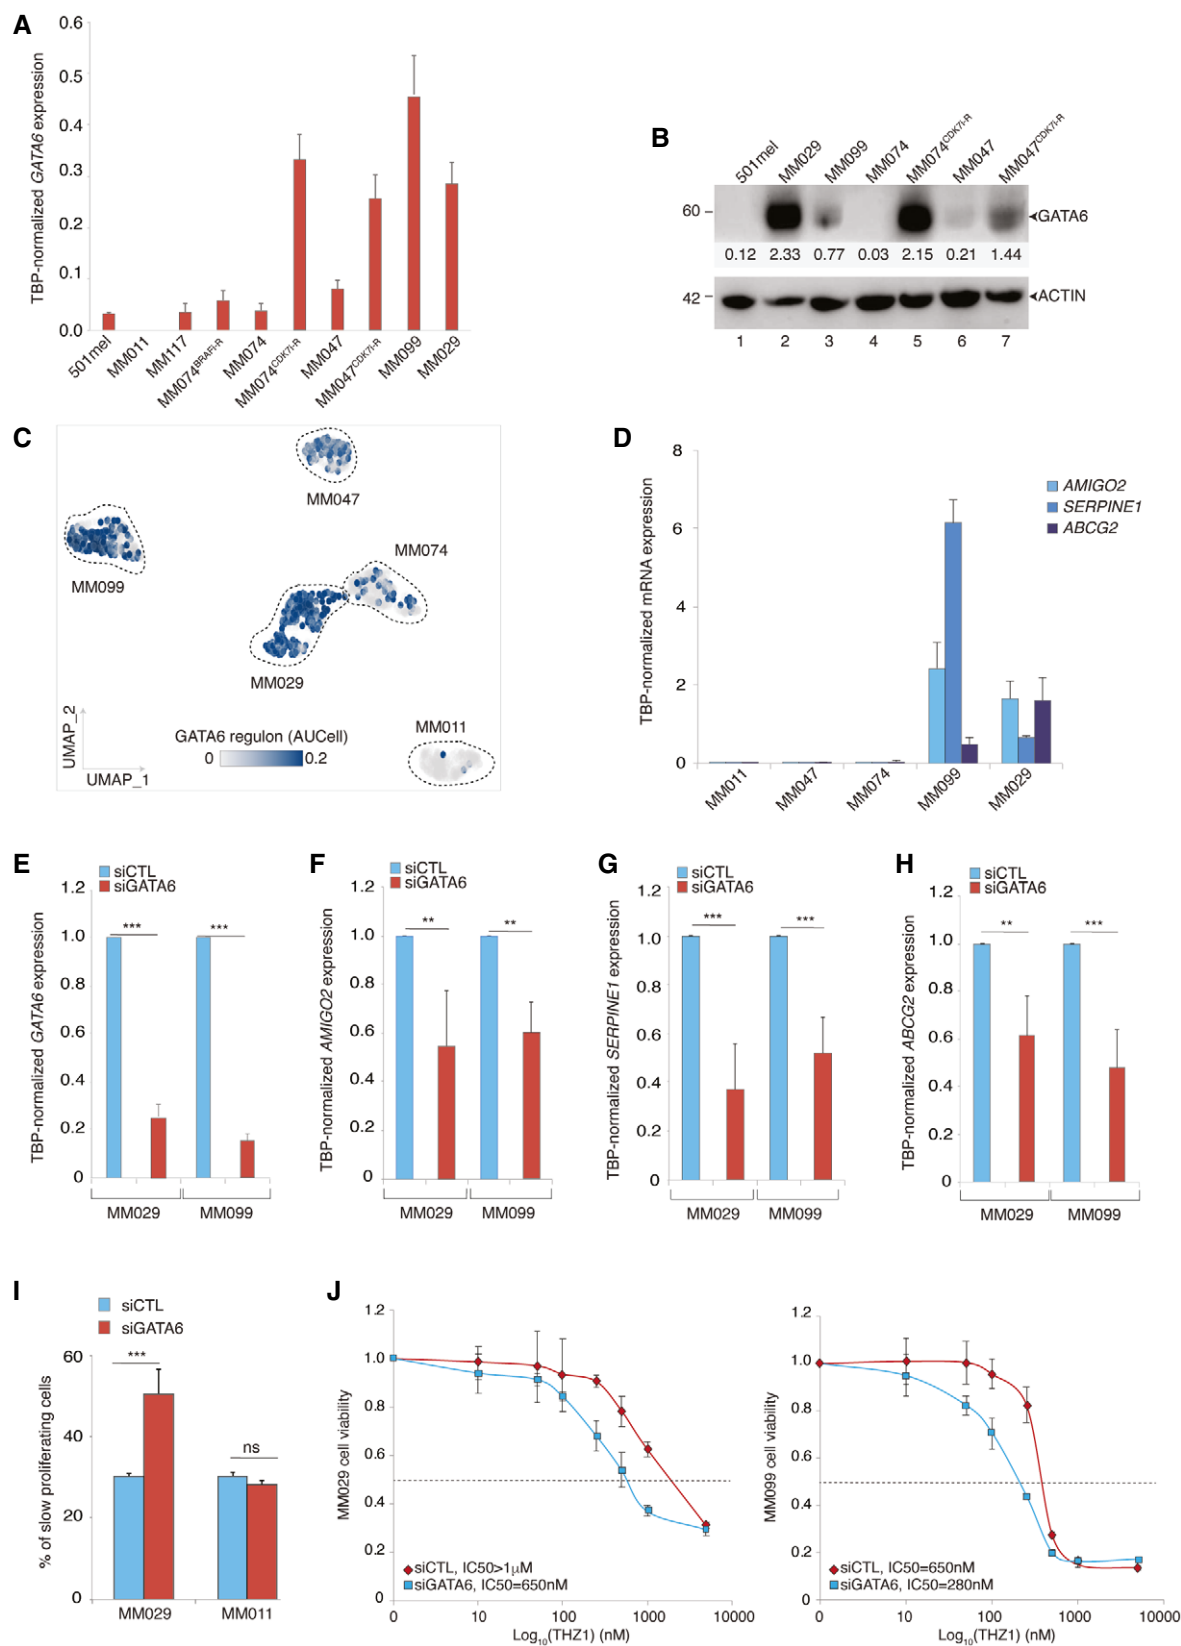 A
TBP-normalized GATA6 expression
0.6
0.5
0.4
0.3
0.2
0.1
0.0
501mel
MM011
MM117
MM074BRAFi-R
MM074
MM074CDK7i-R
MM047
MM047CDK7i-R
MM099
MM029
B
501mel
MM029
MM099
MM074
MM074CDK7i-R
MM047
MM047CDK7i-R
60
GATA6
0.12 2.33 0.77 0.03 2.15 0.21 1.44
42
ACTIN
1 2 3 4 5 6 7
C
MM047
MM099
MM074
MM029
MM011
GATA6 regulon (AUCell)
0 0.2
UMAP_2
UMAP_1
D
TBP-normalized mRNA expression
8
6
4
2
0
AMIGO2
SERPINE1
ABCG2
MM011
MM047
MM074
MM099
MM029
E
siCTL
siGATA6
TBP-normalized GATA6 expression
1.2
1.0
0.8
0.6
0.4
0.2
0
*** ***
MM029 MM099
F
siCTL
siGATA6
TBP-normalized AMIGO2 expression
1.2
1.0
0.8
0.6
0.4
0.2
0
** **
MM029 MM099
G
siCTL
siGATA6
TBP-normalized SERPINE1 expression
1.2
1.0
0.8
0.6
0.4
0.2
0
*** ***
MM029 MM099
H
siCTL
siGATA6
TBP-normalized ABCG2 expression
1.2
1.0
0.8
0.6
0.4
0.2
0
** ***
MM029 MM099
I
siCTL
siGATA6
% of slow proliferating cells
60
40
20
0
*** ns
MM029 MM011
J
MM029 cell viability
1.2
1.0
0.8
0.6
0.4
0.2
0
siCTL, IC50>1μM
siGATA6, IC50=650nM
0 10 100 1000 10000
Log10(THZ1) (nM)
MM099 cell viability
1.2
1.0
0.8
0.6
0.4
0.2
0
siCTL, IC50=650nM
siGATA6, IC50=280nM
0 10 100 1000 10000
Log10(THZ1) (nM)